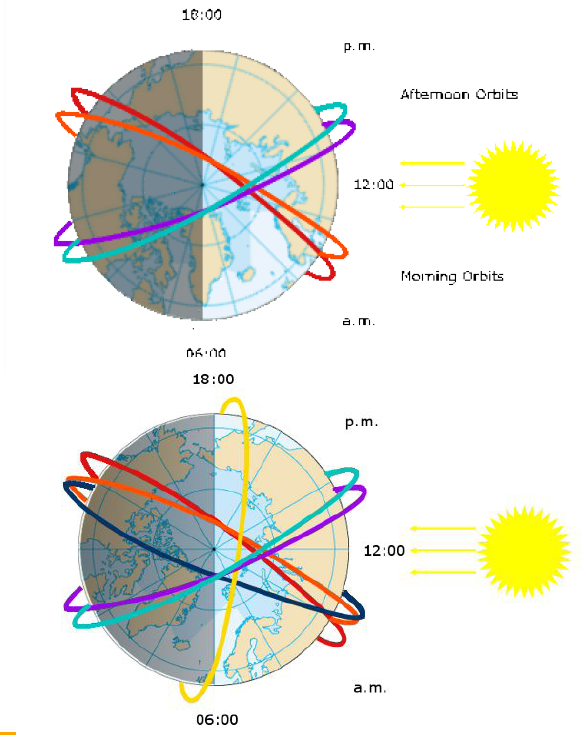 18:00
p.m.
Afternoon Orbits
12:00
Morning Orbits
a.m.
06:00
18:00
p.m.
12:00
a.m.
06:00